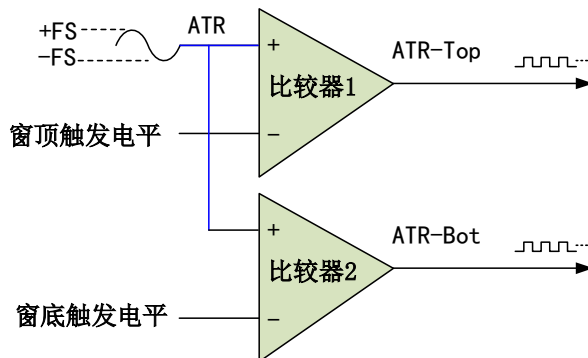 +FS
-FS
ATR
+
比较器1
-
窗顶触发电平
ATR-Top
+
比较器2
-
窗底触发电平
ATR-Bot